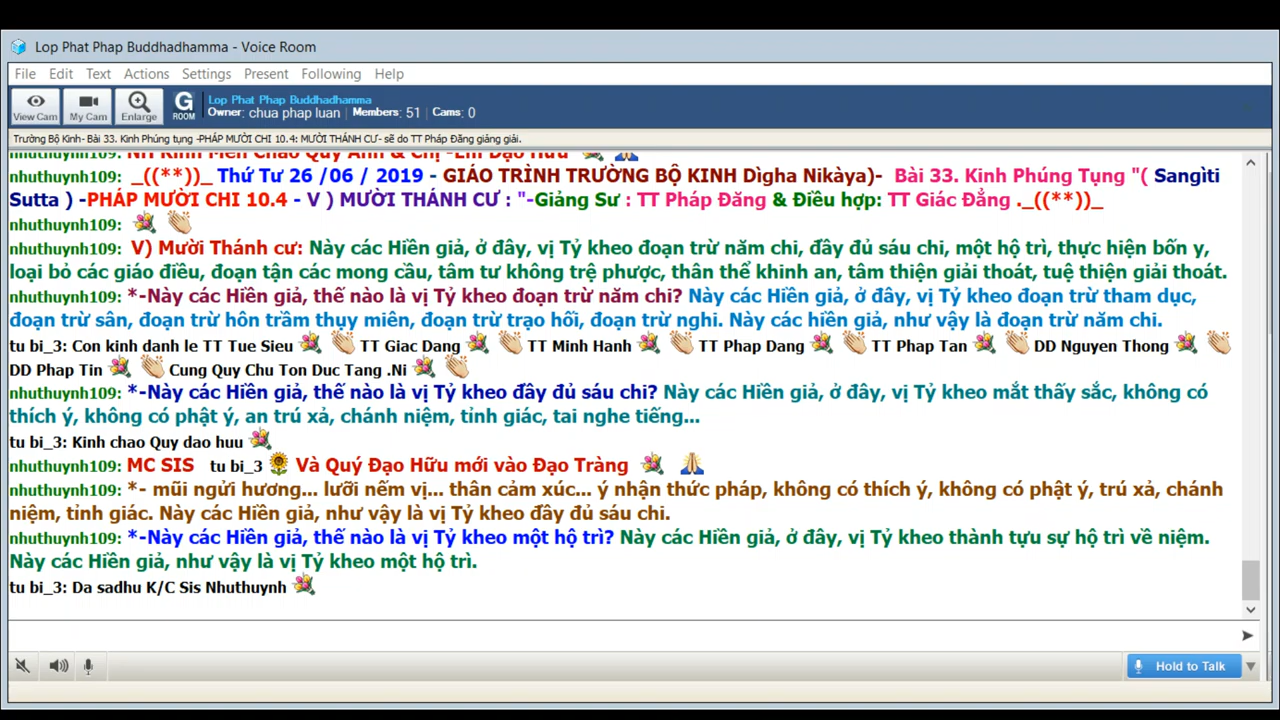 Lop Phat Phap Buddhadhamma - Voice Room
File Edit Text Actions Settings Present Following Help
View Cam My Cam Enlarge G ROOM Lop Phat Phap Buddhadhamma
Owner: chua phap luan | Members: 51 | Cams: 0
Trường Bộ Kinh- Bài 33. Kinh Phúng tụng -PHÁP MƯỜI CHI 10.4: MƯỜI THÁNH CƯ- sẽ do TT Pháp Đăng giảng giải.
nhuthuynh109: NH Kính Mến Chào Quý Anh & Chị -Em Đạo Hữu
nhuthuynh109: _((**))_ Thứ Tư 26 /06 / 2019 - GIÁO TRÌNH TRƯỜNG BỘ KINH Dìgha Nikàya)- Bài 33. Kinh Phúng Tụng "( Sangìti
Sutta ) -PHÁP MƯỜI CHI 10.4 - V ) MƯỜI THÁNH CƯ : "-Giảng Sư : TT Pháp Đăng & Điều hợp: TT Giác Đẳng ._((**))_
nhuthuynh109:
nhuthuynh109: V) Mười Thánh cư: Này các Hiền giả, ở đây, vị Tỷ kheo đoạn trừ năm chi, đầy đủ sáu chi, một hộ trì, thực hiện bốn y,
loại bỏ các giáo điều, đoạn tận các mong cầu, tâm tư không trệ phược, thân thể khinh an, tâm thiện giải thoát, tuệ thiện giải thoát.
nhuthuynh109: *-Này các Hiền giả, thế nào là vị Tỷ kheo đoạn trừ năm chi? Này các Hiền giả, ở đây, vị Tỷ kheo đoạn trừ tham dục,
đoạn trừ sân, đoạn trừ hôn trầm thụy miên, đoạn trừ trạo hối, đoạn trừ nghi. Này các hiền giả, như vậy là đoạn trừ năm chi.
tu bi_3: Con kinh danh le TT Tue Sieu TT Giac Dang TT Minh Hanh TT Phap Dang TT Phap Tan DD Nguyen Thong
DD Phap Tin Cung Quy Chu Ton Duc Tang .Ni
nhuthuynh109: *-Này các Hiền giả, thế nào là vị Tỷ kheo đầy đủ sáu chi? Này các Hiền giả, ở đây, vị Tỷ kheo mắt thấy sắc, không có
thích ý, không có phật ý, an trú xả, chánh niệm, tỉnh giác, tai nghe tiếng...
tu bi_3: Kinh chao Quy dao huu
nhuthuynh109: MC SIS tu bi_3 Và Quý Đạo Hữu mới vào Đạo Tràng
nhuthuynh109: *- mũi ngửi hương... lưỡi nếm vị... thân cảm xúc... ý nhận thức pháp, không có thích ý, không có phật ý, trú xả, chánh
niệm, tỉnh giác. Này các Hiền giả, như vậy là vị Tỷ kheo đầy đủ sáu chi.
nhuthuynh109: *-Này các Hiền giả, thế nào là vị Tỷ kheo một hộ trì? Này các Hiền giả, ở đây, vị Tỷ kheo thành tựu sự hộ trì về niệm.
Này các Hiền giả, như vậy là vị Tỷ kheo một hộ trì.
tu bi_3: Da sadhu K/C Sis Nhuthuynh
Hold to Talk